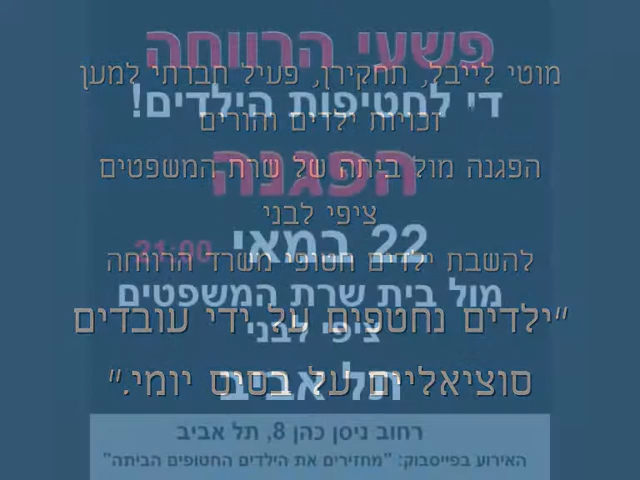 פשעי הרווחה
מוטי לייבל, תחקירן, פעיל חברתי למען
די לחטיפות הילדים!
זכויות ילדים והורים
הפגנה מול ביתה של שרת המשפטים
הפגנה
ציפי לבני
22 במאי 21:00
להשבת ילדים חטופי משרד הרווחה
מול בית שרת המשפטים
"ילדים נחטפים על ידי עובדים
ציפי לבני
סוציאליים על בסיס יומי."
תל אביב
רחוב ניסן כהן 8, תל אביב
האירוע בפייסבוק: "מחזירים את הילדים החטופים הביתה"